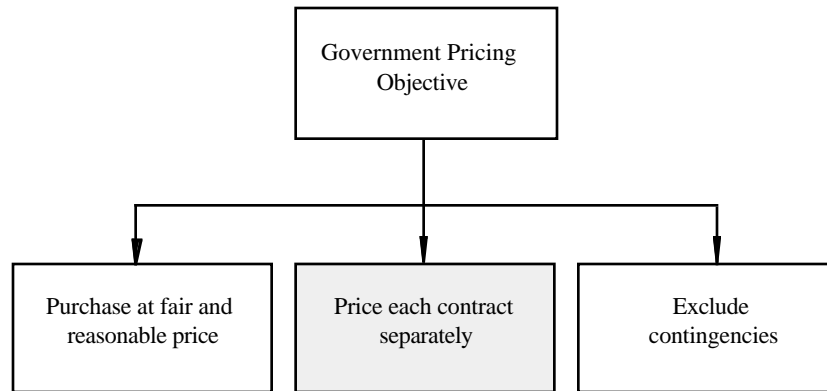 Government Pricing
Objective
Purchase at fair and
reasonable price
Price each contract
separately
Exclude
contingencies